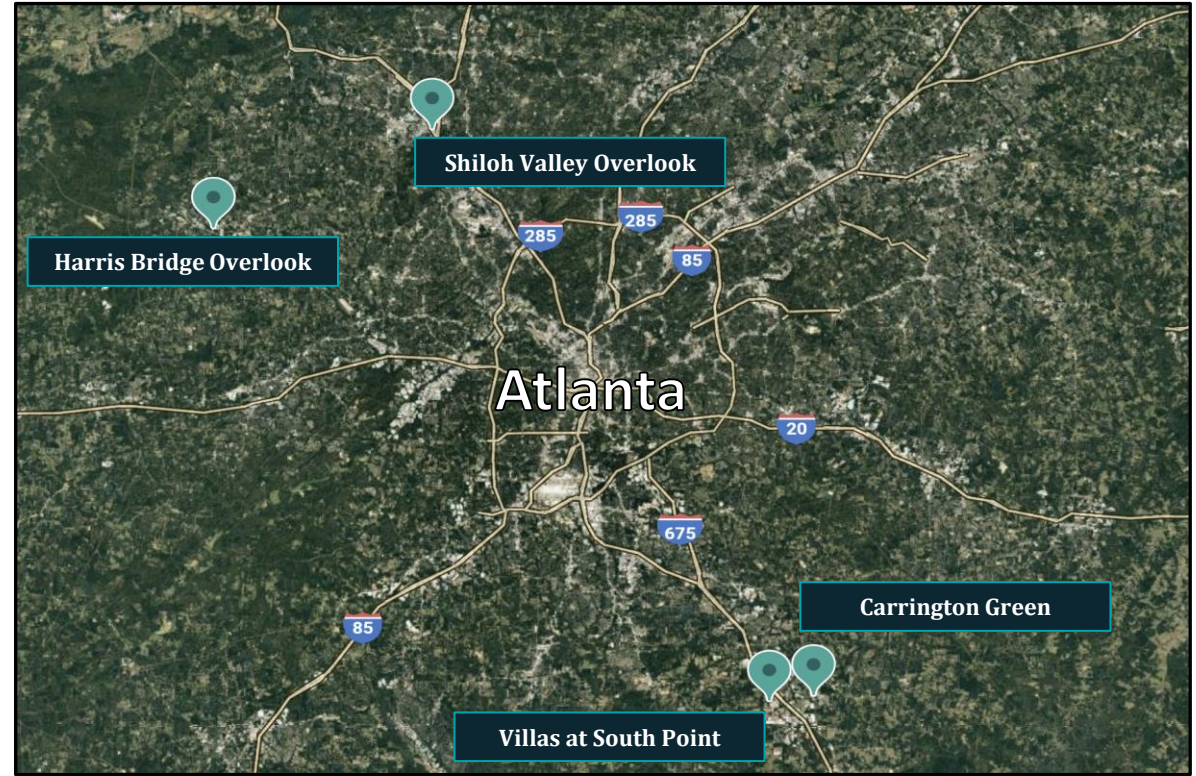 Shiloh Valley Overlook
285
285
Harris Bridge Overlook
85
Atlanta
20
675
Carrington Green
85
Villas at South Point